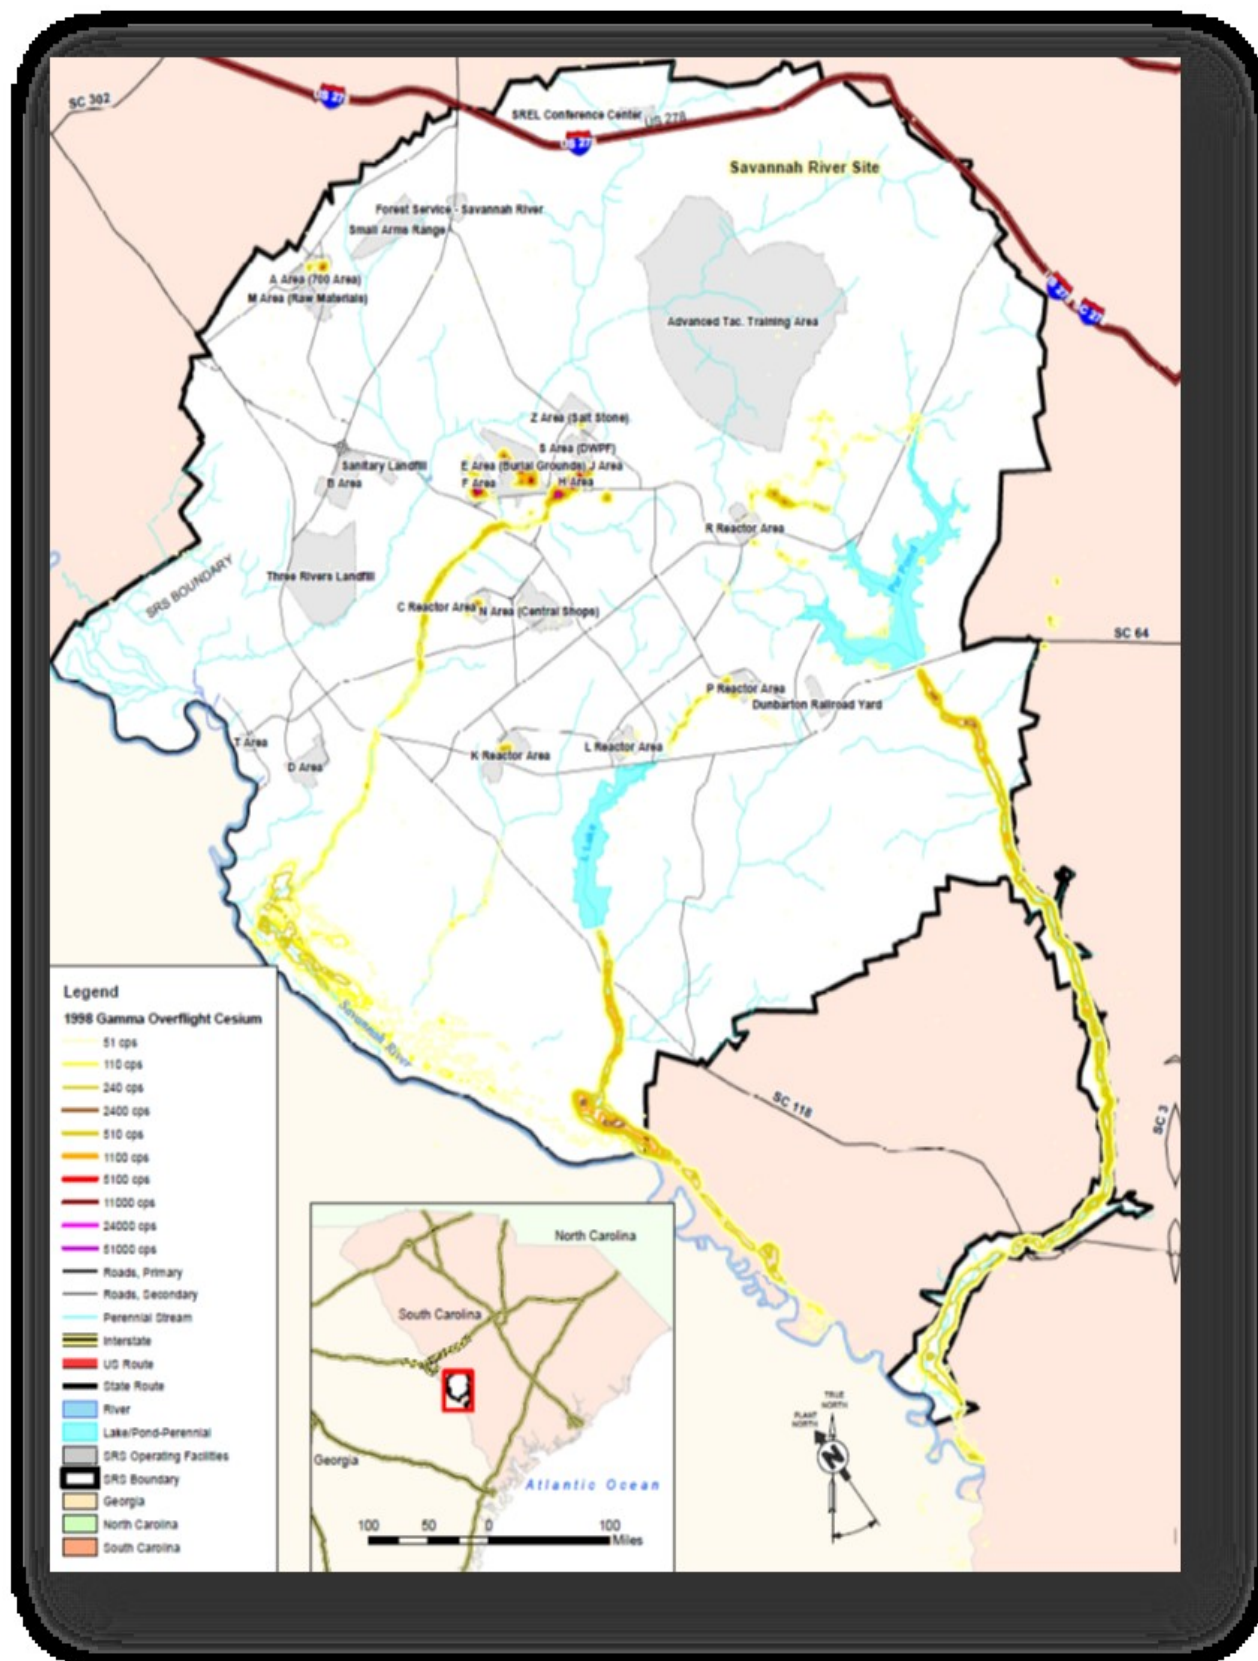 SC 302
US 27
SREL Conference Center
US 278
US 27
Savannah River Site
Forest Service - Savannah River
Small Arms Range
A Area (700 Area)
M Area (Raw Materials)
Advanced Tac. Training Area
Z Area (Salt Stone)
S Area (DWPF)
Sanitary Landfill
E Area (Burial Grounds)
J Area
B Area
F Area
H Area
R Reactor Area
Three Rivers Landfill
SRS BOUNDARY
C Reactor Area
N Area (Central Shops)
SC 64
P Reactor Area
Dunbarton Railroad Yard
T Area
D Area
K Reactor Area
L Reactor Area
L Lake
Savannah River
SC 118
SC 3
Legend
1998 Gamma Overflight Cesium
51 cps
110 cps
240 cps
2400 cps
510 cps
1100 cps
5100 cps
11000 cps
24000 cps
51000 cps
Roads, Primary
Roads, Secondary
Perennial Stream
Interstate
US Route
State Route
River
Lake/Pond-Perennial
SRS Operating Facilities
SRS Boundary
Georgia
North Carolina
South Carolina
North Carolina
South Carolina
Georgia
Atlantic Ocean
100 50 0 100
Miles
TRUE
NORTH
PLANT
NORTH
N